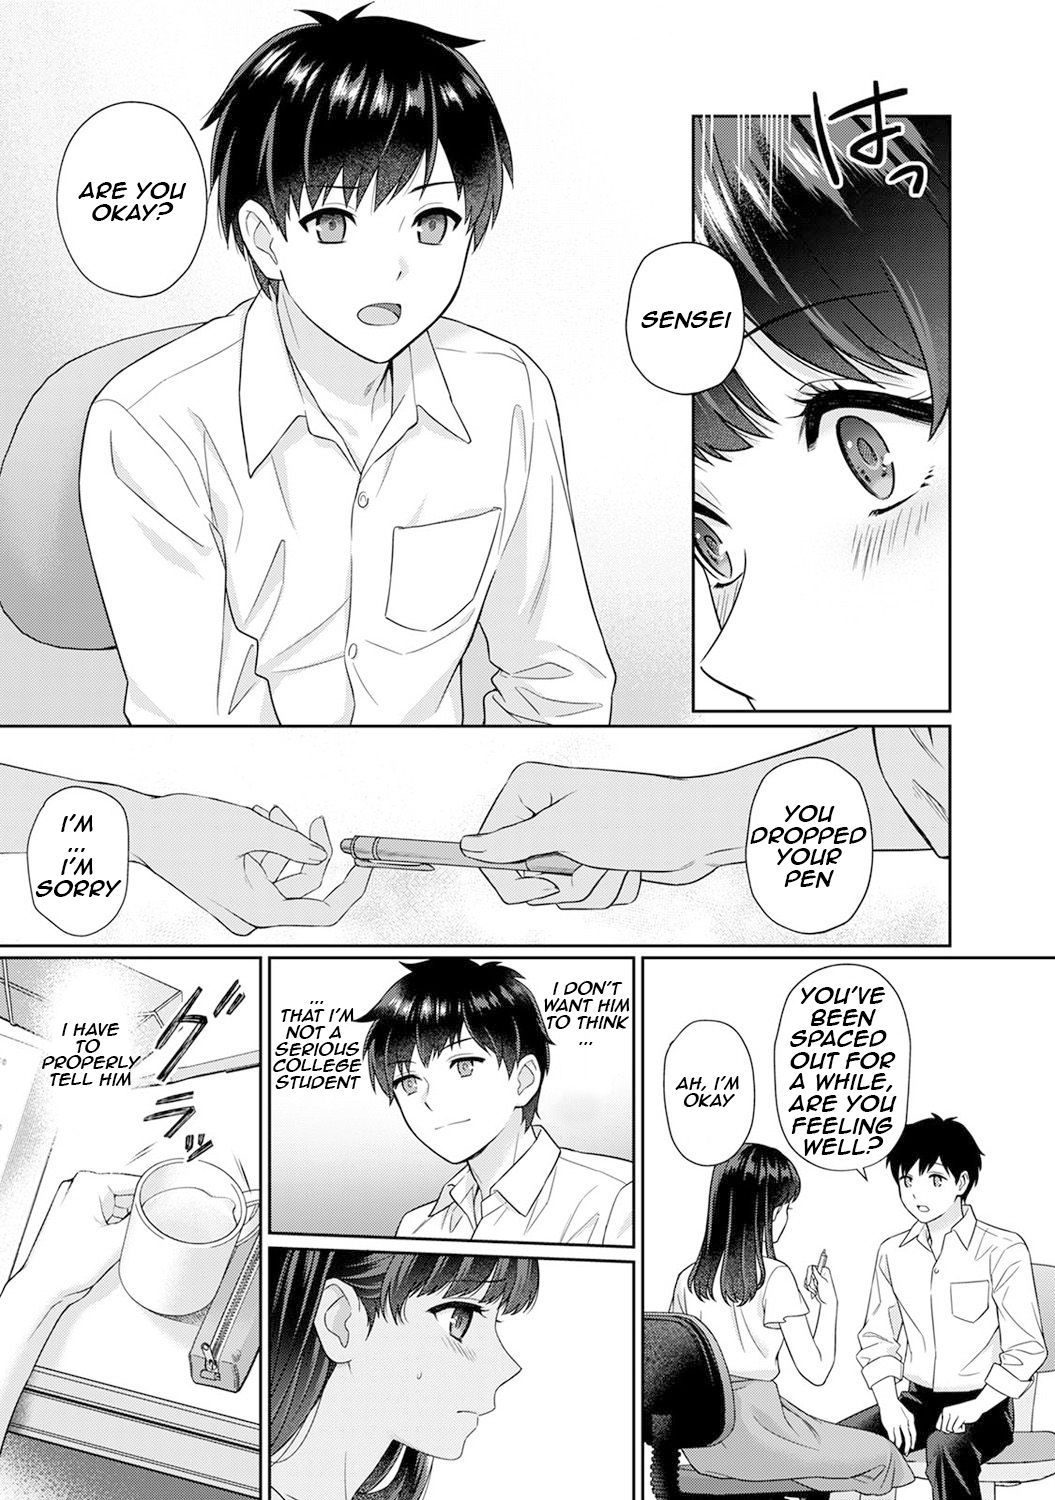 はっ
SENSEI
ARE YOU
OKAY?
YOU
DROPPED
YOUR
PEN
I'M
...
I'M
SORRY
YOU'VE
BEEN
SPACED
OUT FOR
A WHILE,
ARE YOU
FEELING
WELL?
AH, I'M
OKAY
I DON'T
WANT HIM
TO THINK
...
...
THAT I'M
NOT A
SERIOUS
COLLEGE
STUDENT
I HAVE
TO
PROPERLY
TELL HIM